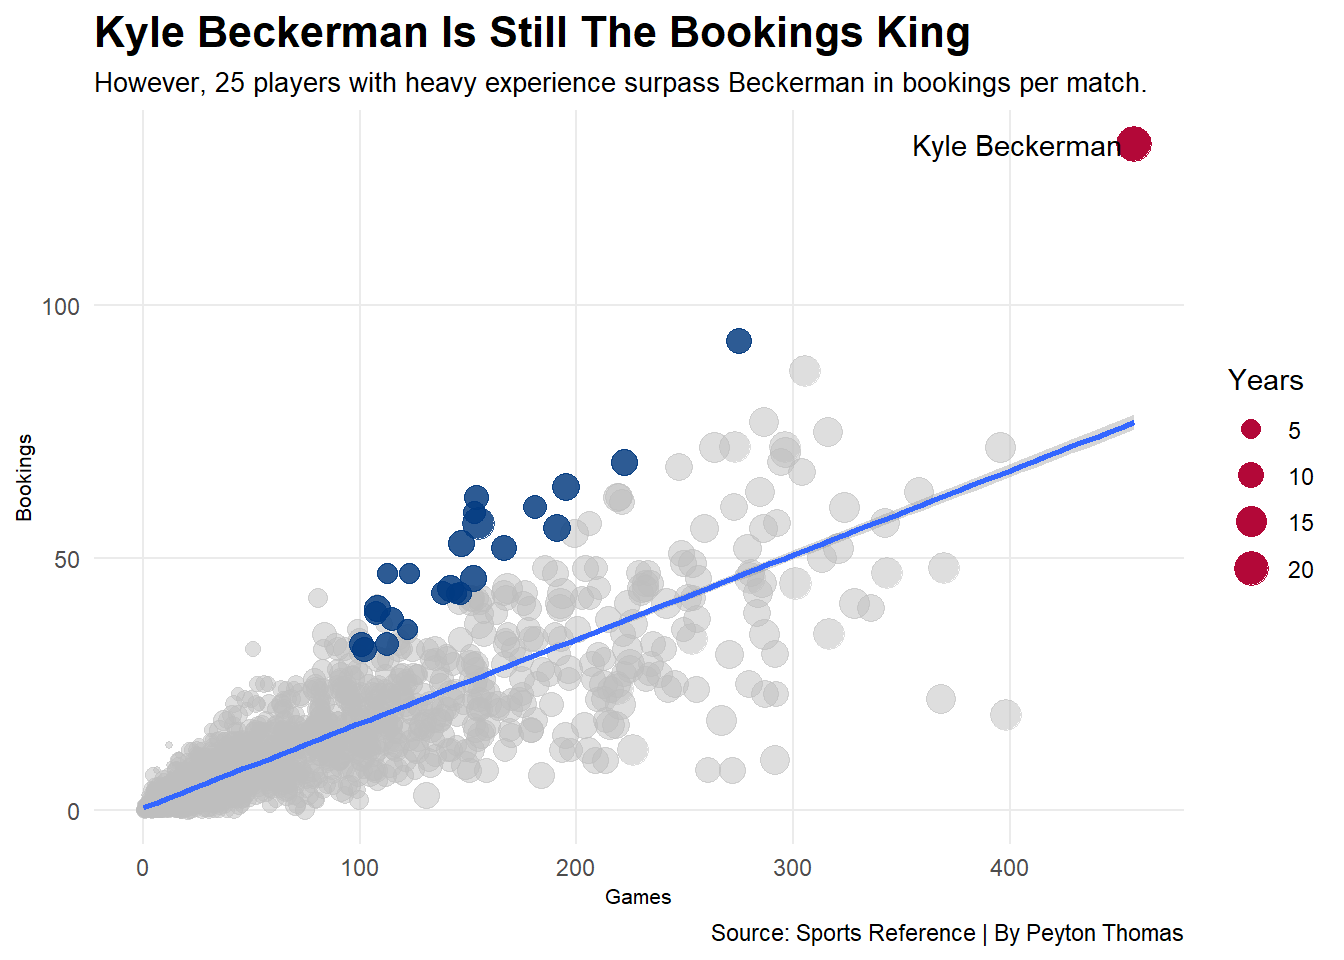 Kyle Beckerman Is Still The Bookings King
However, 25 players with heavy experience surpass Beckerman in bookings per match.
Kyle Beckerman
100
50
0
Bookings
0 100 200 300 400
Games
Years
5
10
15
20
Source: Sports Reference | By Peyton Thomas